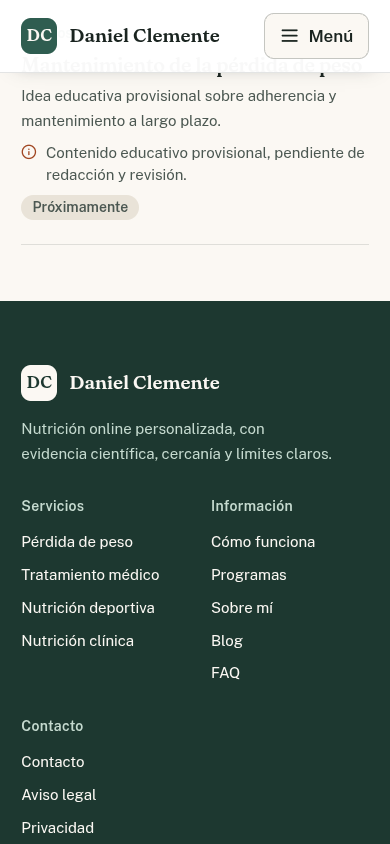 DC Daniel Clemente Menú
Mantenimiento de la pérdida de peso
Idea educativa provisional sobre adherencia y
mantenimiento a largo plazo.
Contenido educativo provisional, pendiente de
redacción y revisión.
Próximamente
DC Daniel Clemente
Nutrición online personalizada, con
evidencia científica, cercanía y límites claros.
Servicios
Pérdida de peso
Tratamiento médico
Nutrición deportiva
Nutrición clínica
Información
Cómo funciona
Programas
Sobre mí
Blog
FAQ
Contacto
Contacto
Aviso legal
Privacidad